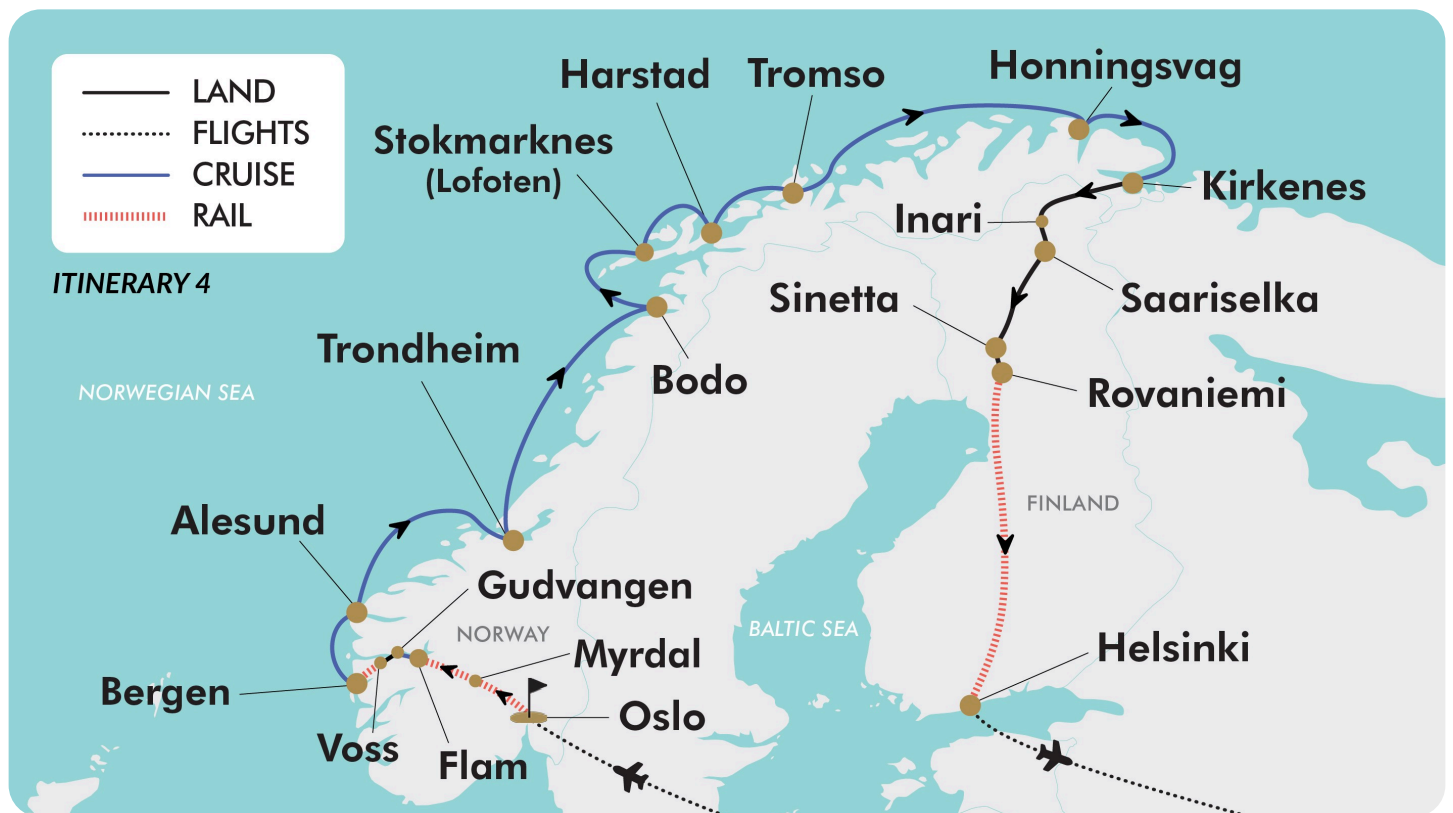 LAND
FLIGHTS
CRUISE
RAIL
ITINERARY 4
Harstad
Tromso
Honningsvag
Stokmarknes
(Lofoten)
Kirkenes
Inari
Saariselka
Sinetta
Trondheim
Bodo
Rovaniemi
NORWEGIAN SEA
FINLAND
Alesund
Gudvangen
NORWAY
BALTIC SEA
Myrdal
Helsinki
Bergen
Oslo
Voss
Flam